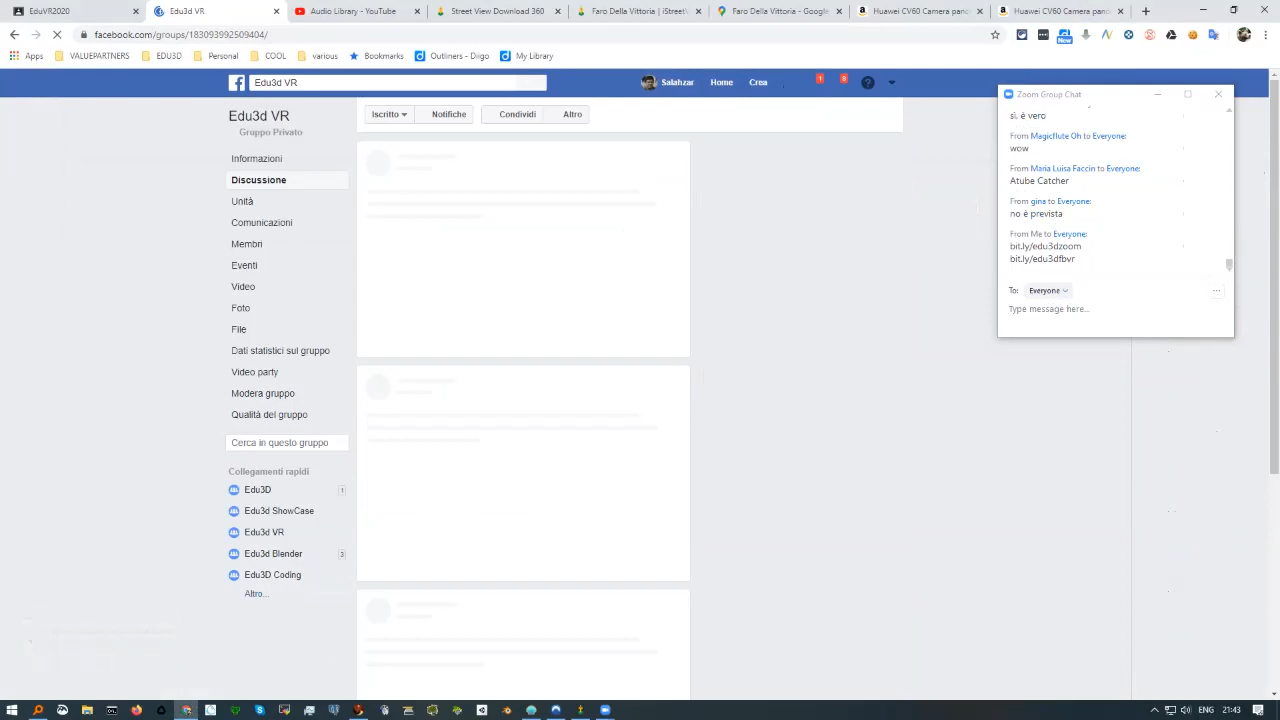 EduVR2020
Edu3d VR
Audio Library - YouTube
Street View Download 360
Faro Della Vittoria | iStreetV
Faro Della Vittoria - Google
Huawei CV60 Camera pano
Huawei CV60 Camera pano
facebook.com/groups/183093992509404/
Apps
VALUEPARTNERS
EDU3D
Personal
COOL
various
Bookmarks
Outliners - Diigo
My Library
New
Edu3d VR
Salahzar
Home
Crea
1
8
Edu3d VR
Gruppo Privato
Informazioni
Discussione
Unità
Comunicazioni
Membri
Eventi
Video
Foto
File
Dati statistici sul gruppo
Video party
Modera gruppo
Qualità del gruppo
Cerca in questo gruppo
Collegamenti rapidi
Edu3D 1
Edu3d ShowCase
Edu3d VR
Edu3d Blender 3
Edu3D Coding
Altro...
Iscritto
Notifiche
Condividi
Altro
Zoom Group Chat
sì, è vero
From Magicflute Oh to Everyone:
wow
From Maria Luisa Faccin to Everyone:
Atube Catcher
From gina to Everyone:
no è prevista
From Me to Everyone:
bit.ly/edu3dzoom
bit.ly/edu3dfbvr
To: Everyone
Type message here...
ENG 21:43